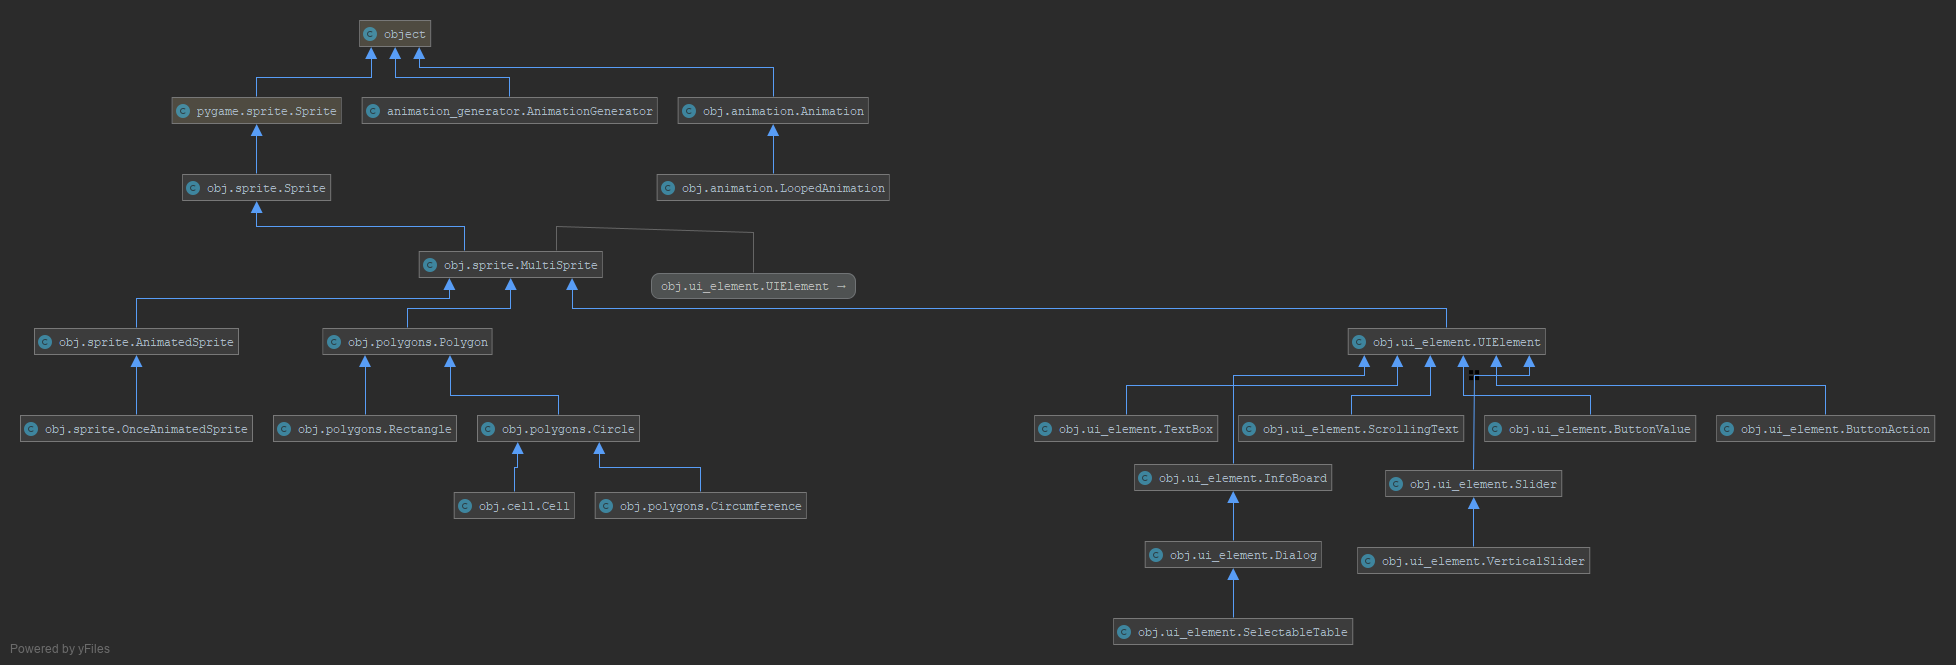 object
pygame.sprite.Sprite
animation_generator.AnimationGenerator
obj.animation.Animation
obj.sprite.Sprite
obj.animation.LoopedAnimation
obj.sprite.MultiSprite
obj.ui_element.UIElement →
obj.sprite.AnimatedSprite
obj.polygons.Polygon
obj.ui_element.UIElement
obj.sprite.OnceAnimatedSprite
obj.polygons.Rectangle
obj.polygons.Circle
obj.ui_element.TextBox
obj.ui_element.ScrollingText
obj.ui_element.ButtonValue
obj.ui_element.ButtonAction
obj.ui_element.InfoBoard
obj.ui_element.Slider
obj.cell.Cell
obj.polygons.Circumference
obj.ui_element.Dialog
obj.ui_element.VerticalSlider
obj.ui_element.SelectableTable
Powered by yFiles